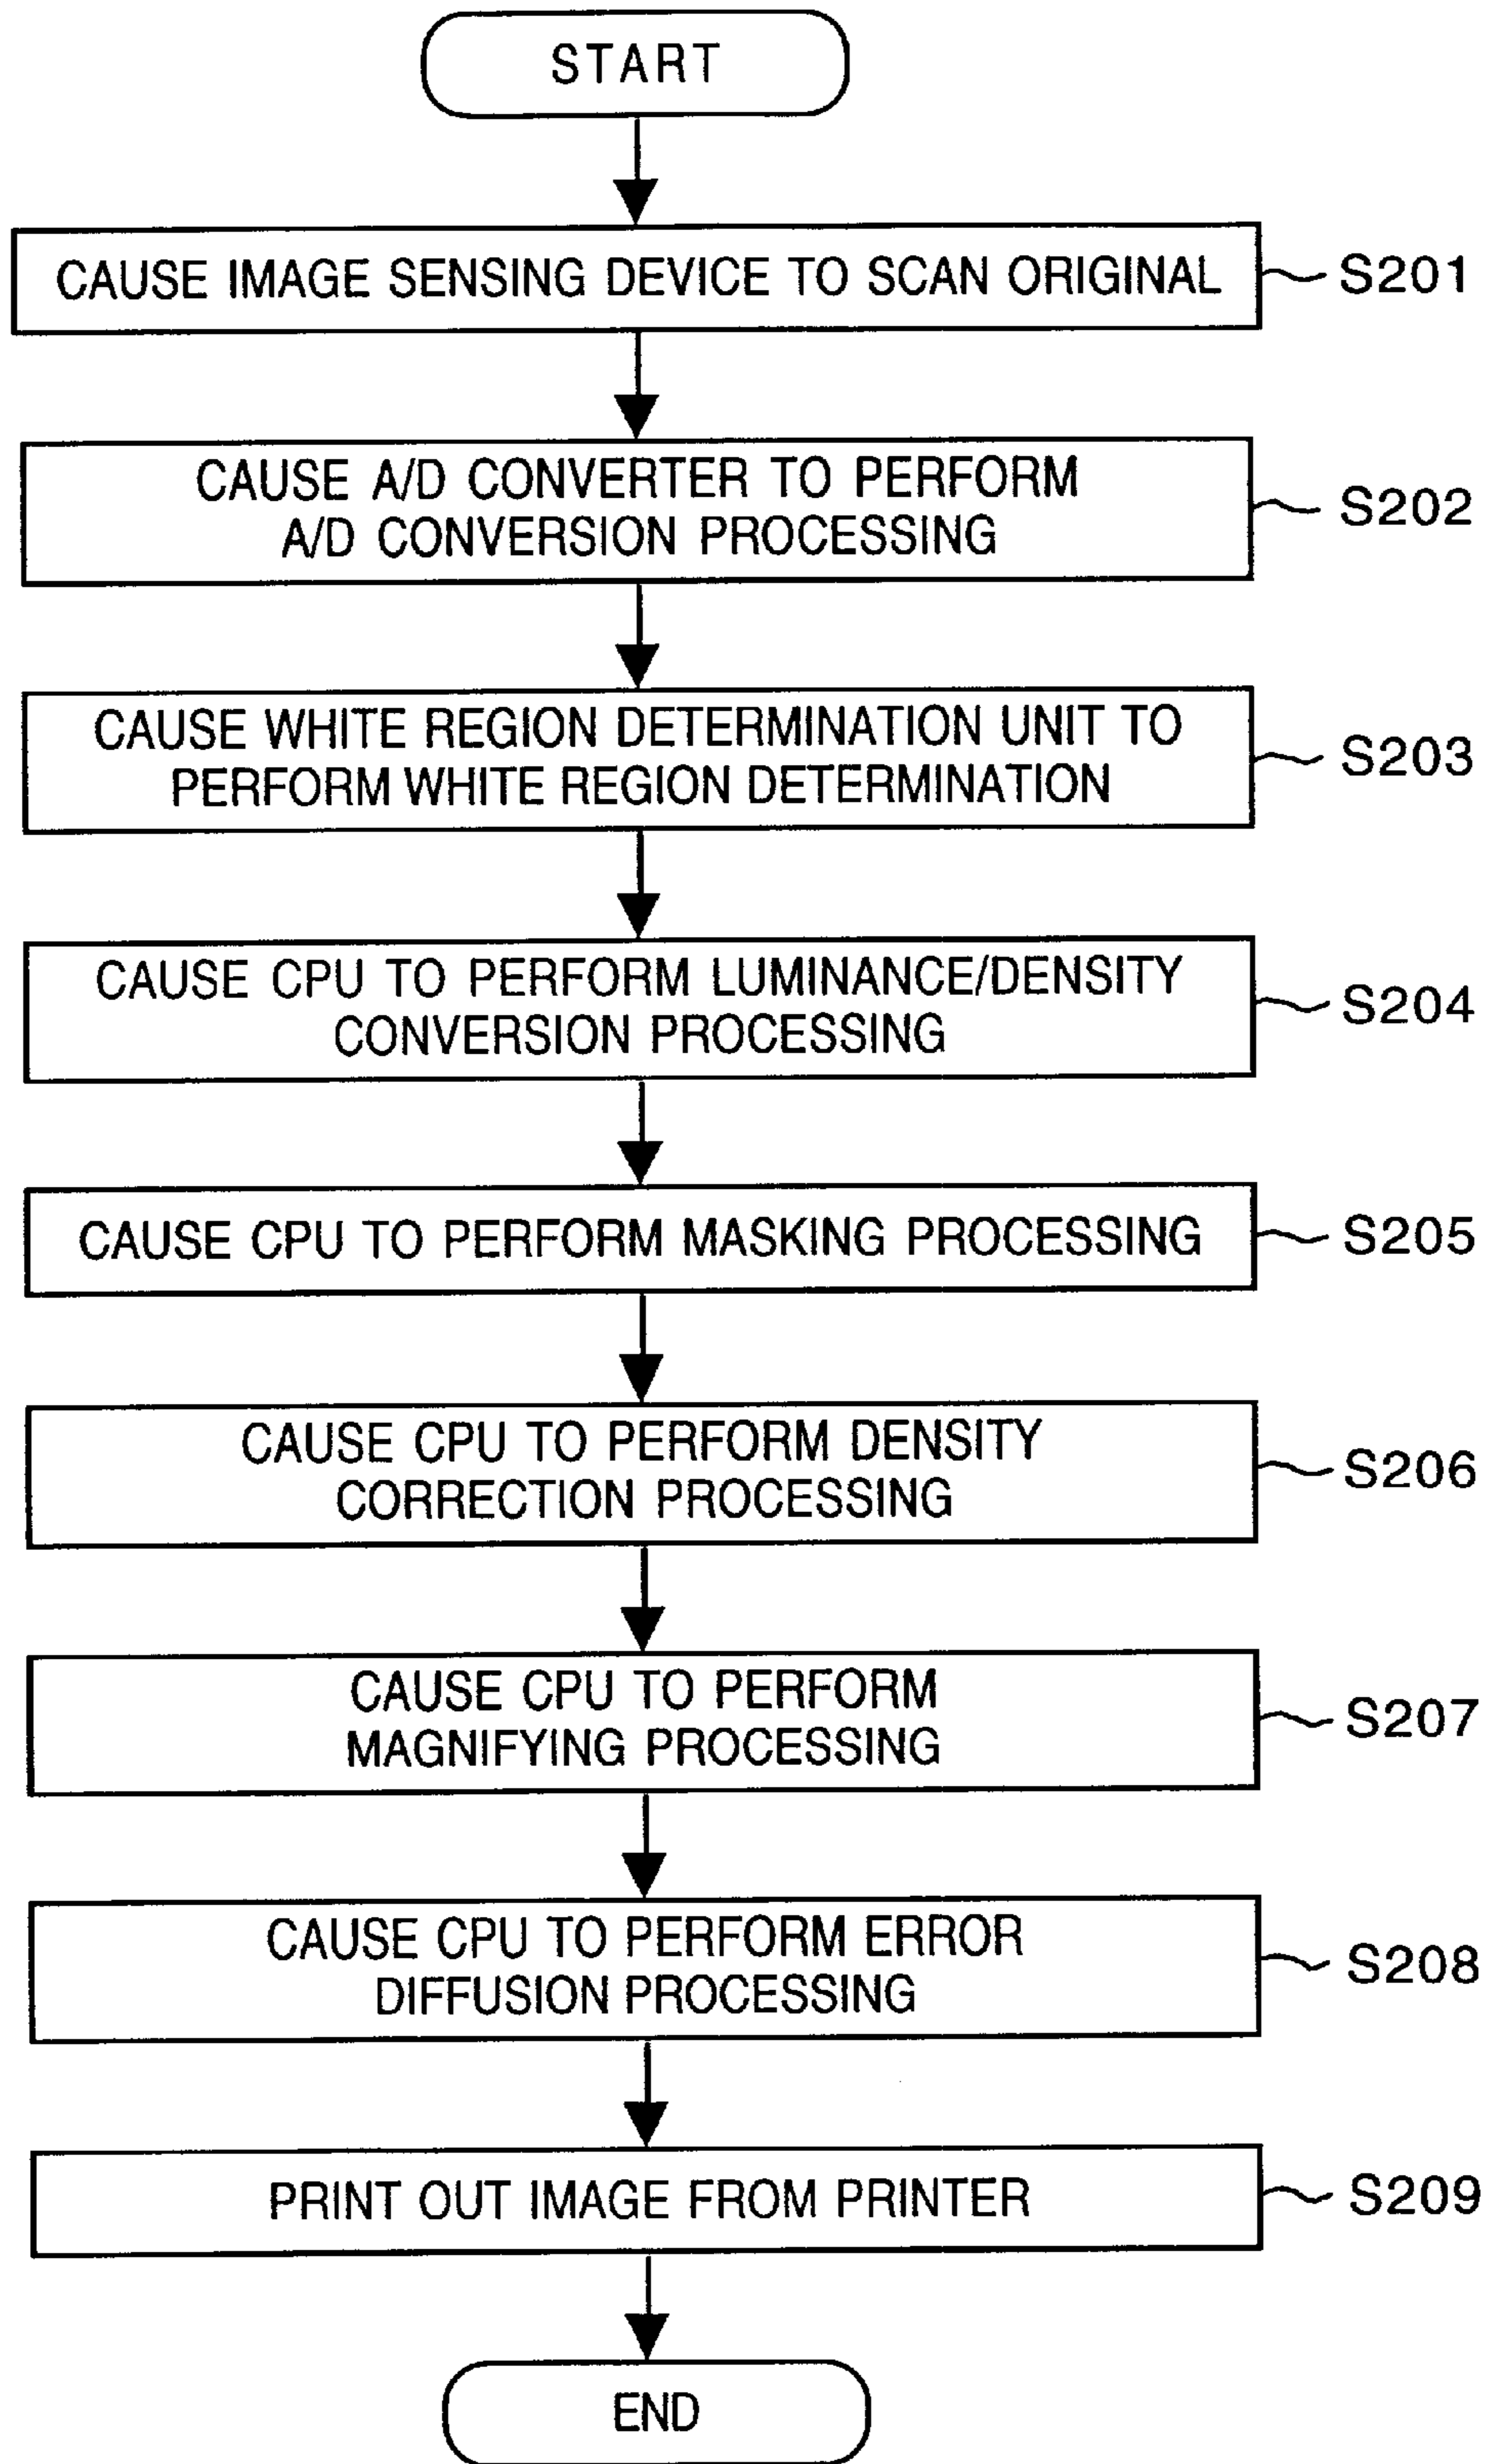 START
CAUSE IMAGE SENSING DEVICE TO SCAN ORIGINAL
S201
CAUSE A/D CONVERTER TO PERFORM
A/D CONVERSION PROCESSING
S202
CAUSE WHITE REGION DETERMINATION UNIT TO
PERFORM WHITE REGION DETERMINATION
S203
CAUSE CPU TO PERFORM LUMINANCE/DENSITY
CONVERSION PROCESSING
S204
CAUSE CPU TO PERFORM MASKING PROCESSING
S205
CAUSE CPU TO PERFORM DENSITY
CORRECTION PROCESSING
S206
CAUSE CPU TO PERFORM
MAGNIFYING PROCESSING
S207
CAUSE CPU TO PERFORM ERROR
DIFFUSION PROCESSING
S208
PRINT OUT IMAGE FROM PRINTER
S209
END